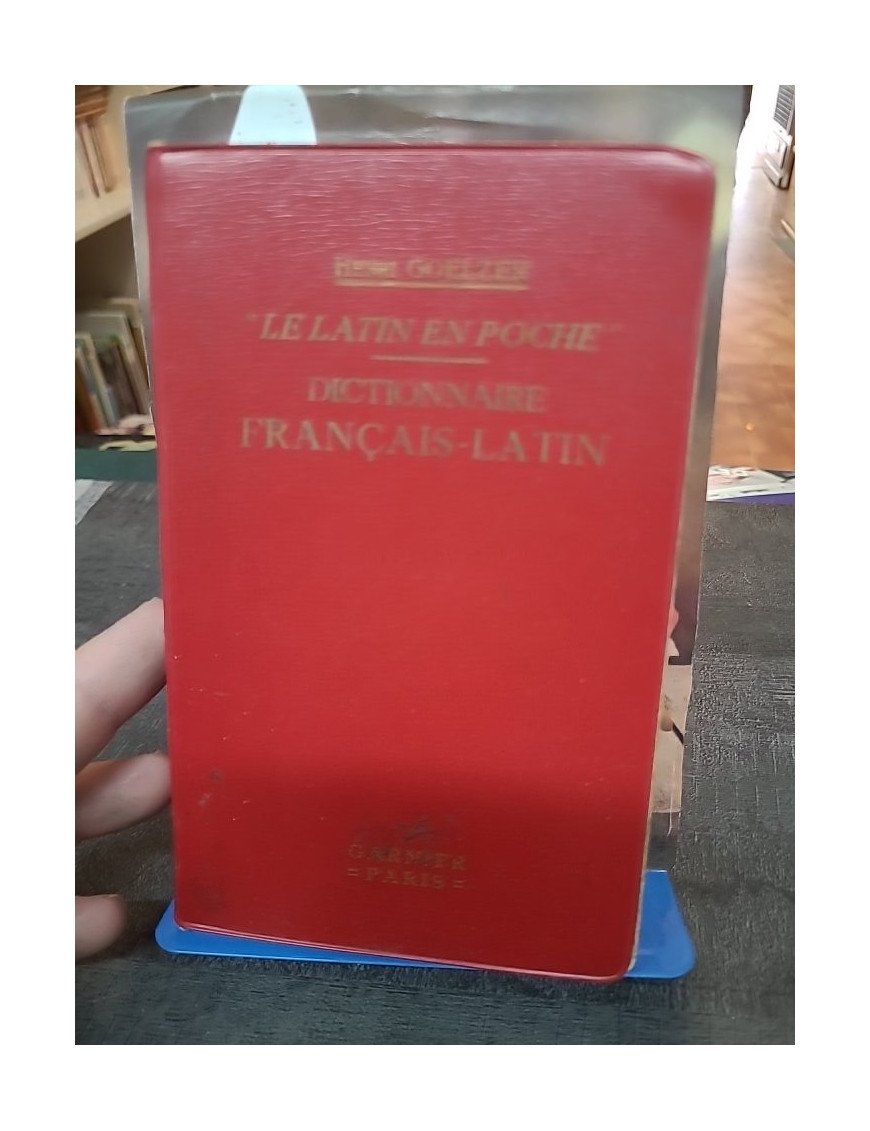 HENRI GOELZER
"LE LATIN EN POCHE"
DICTIONNAIRE
FRANÇAIS-LATIN
GARNIER
= PARIS =